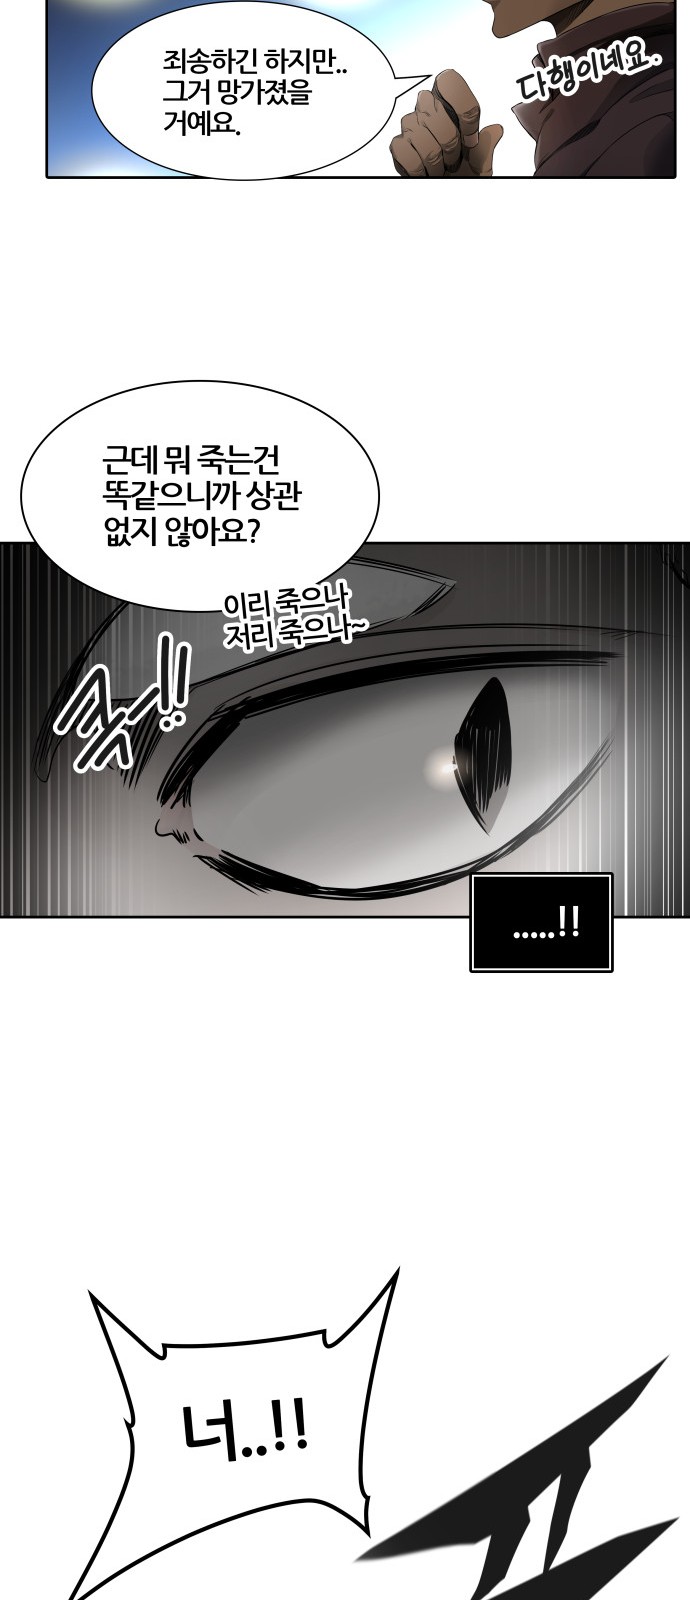 죄송하긴 하지만..
그거 망가졌을
거예요.
다행이네요.
근데 뭐 죽는건
똑같으니까 상관
없지 않아요?
이리 죽으나
저리 죽으나~
.....!!
너..!!